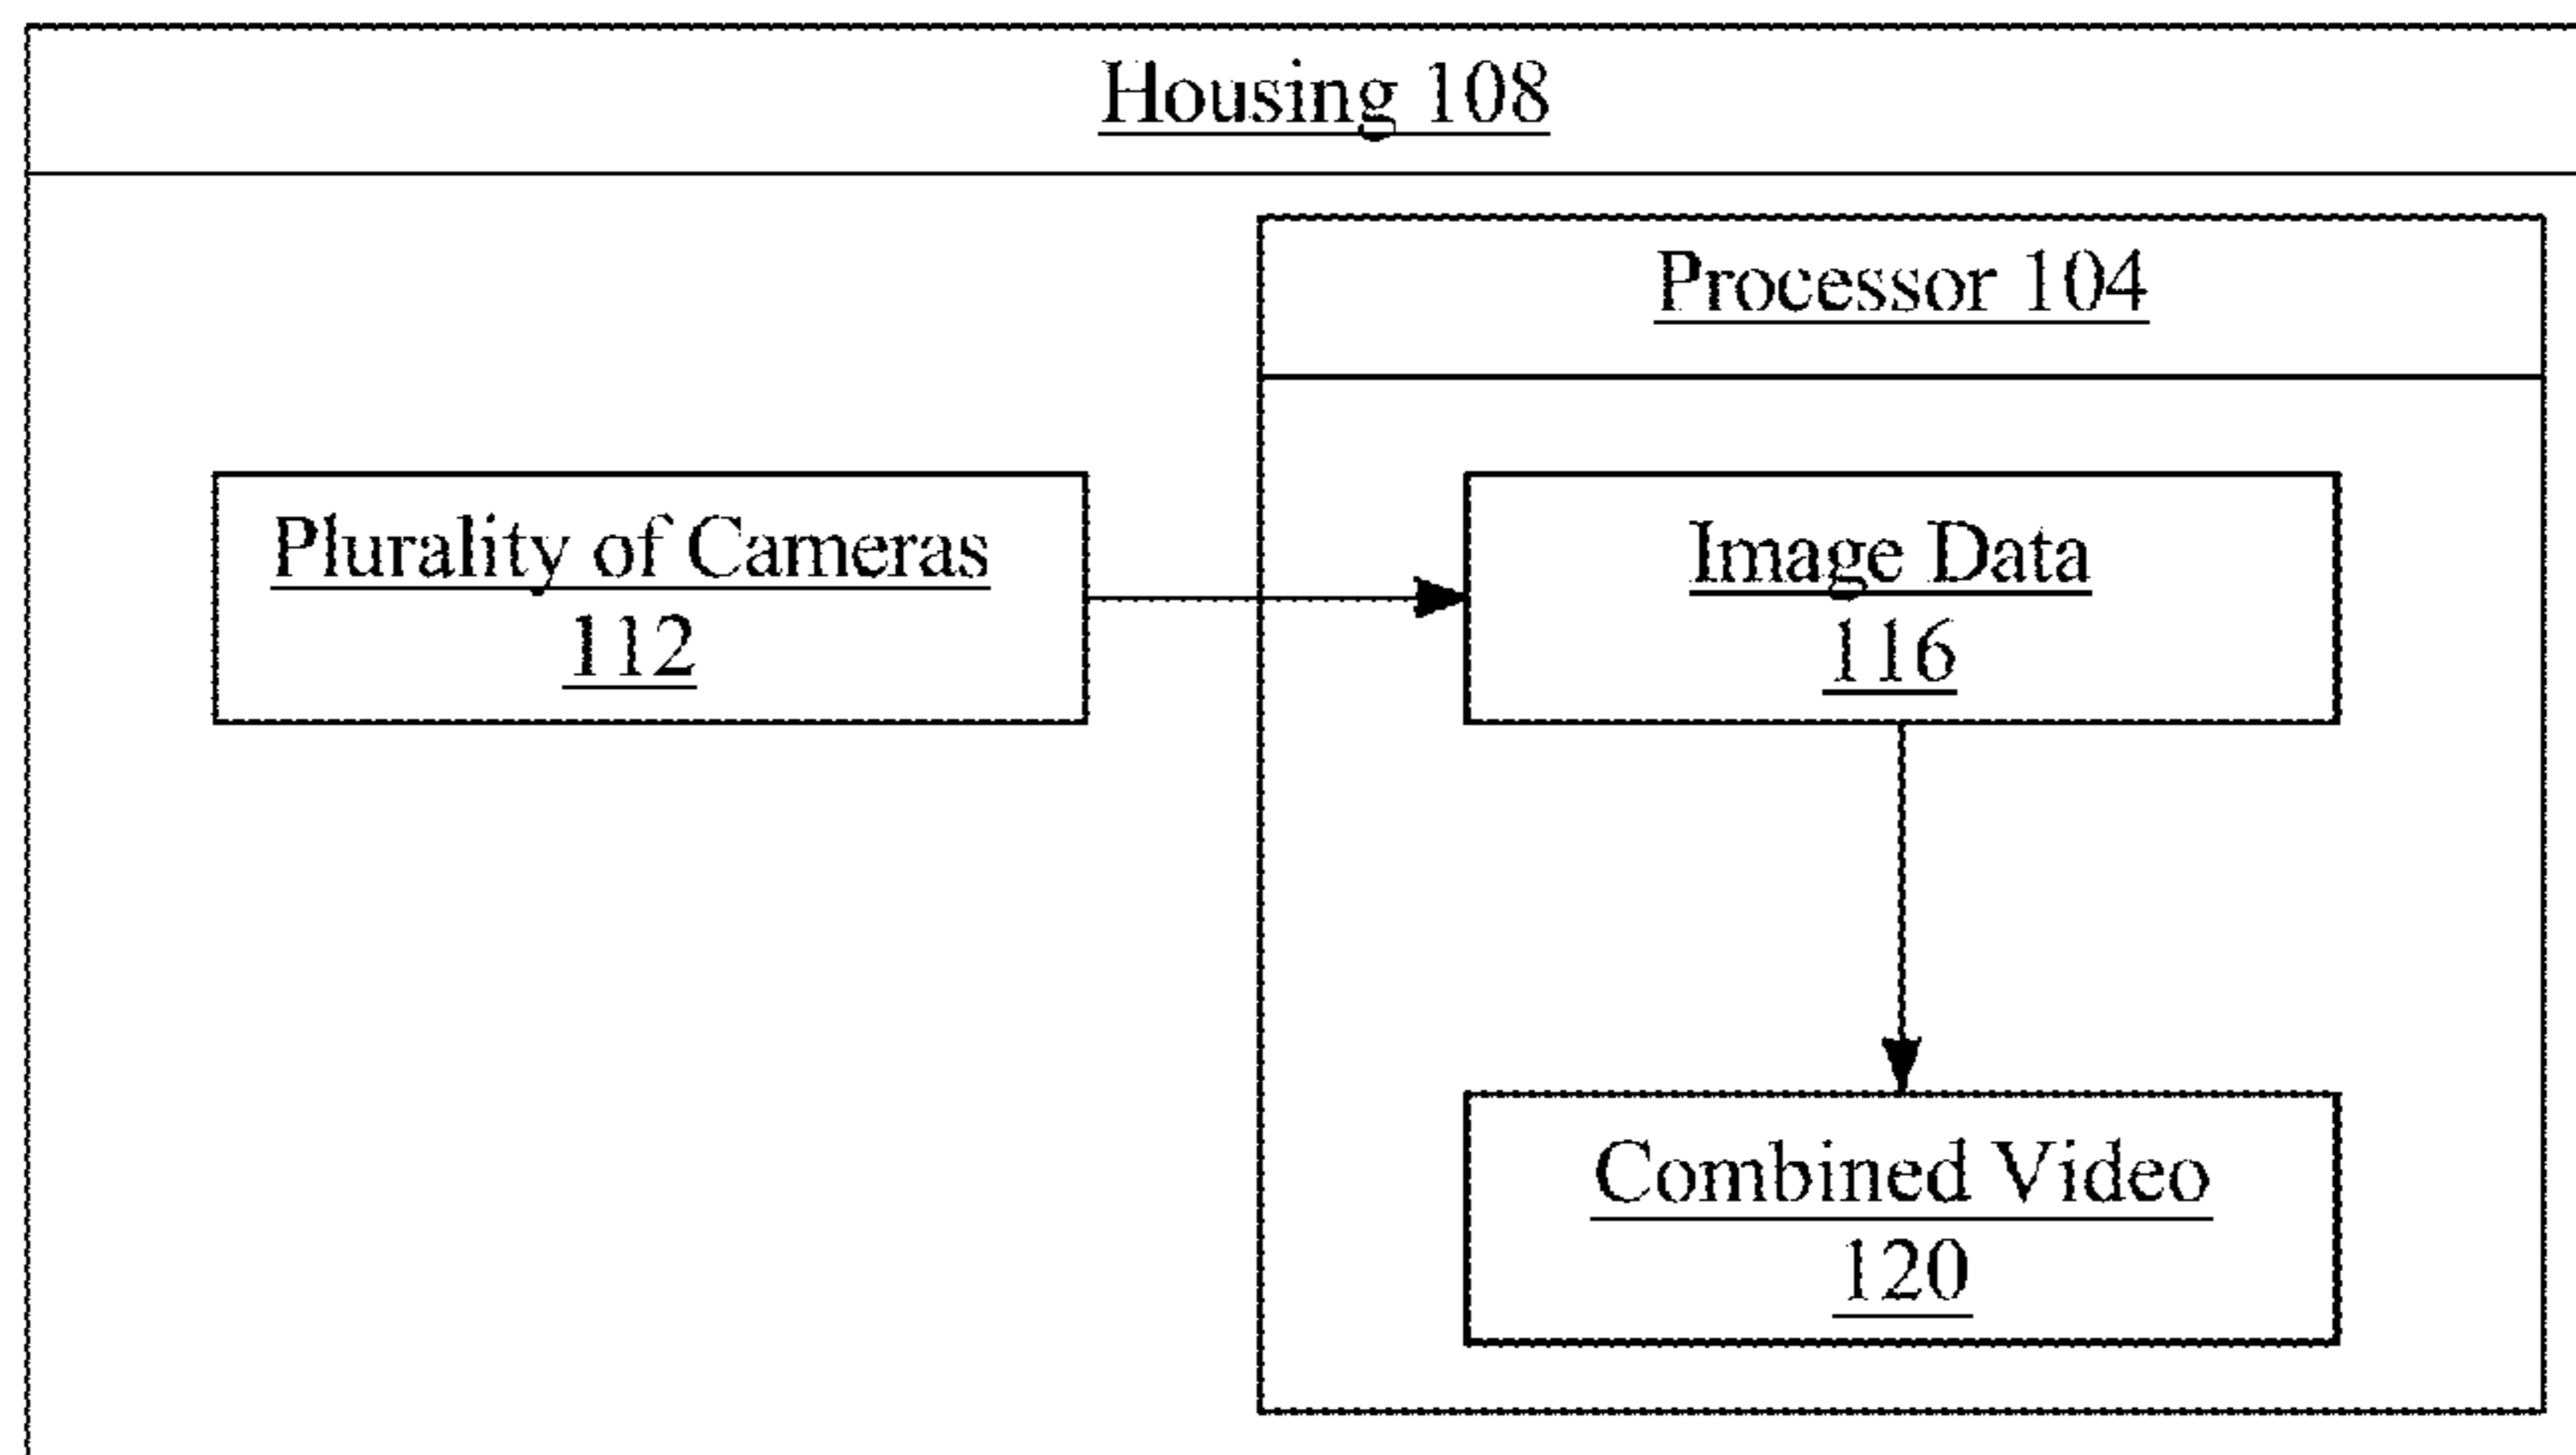 Housing 108
Processor 104
Plurality of Cameras
112
Image Data
116
Combined Video
120